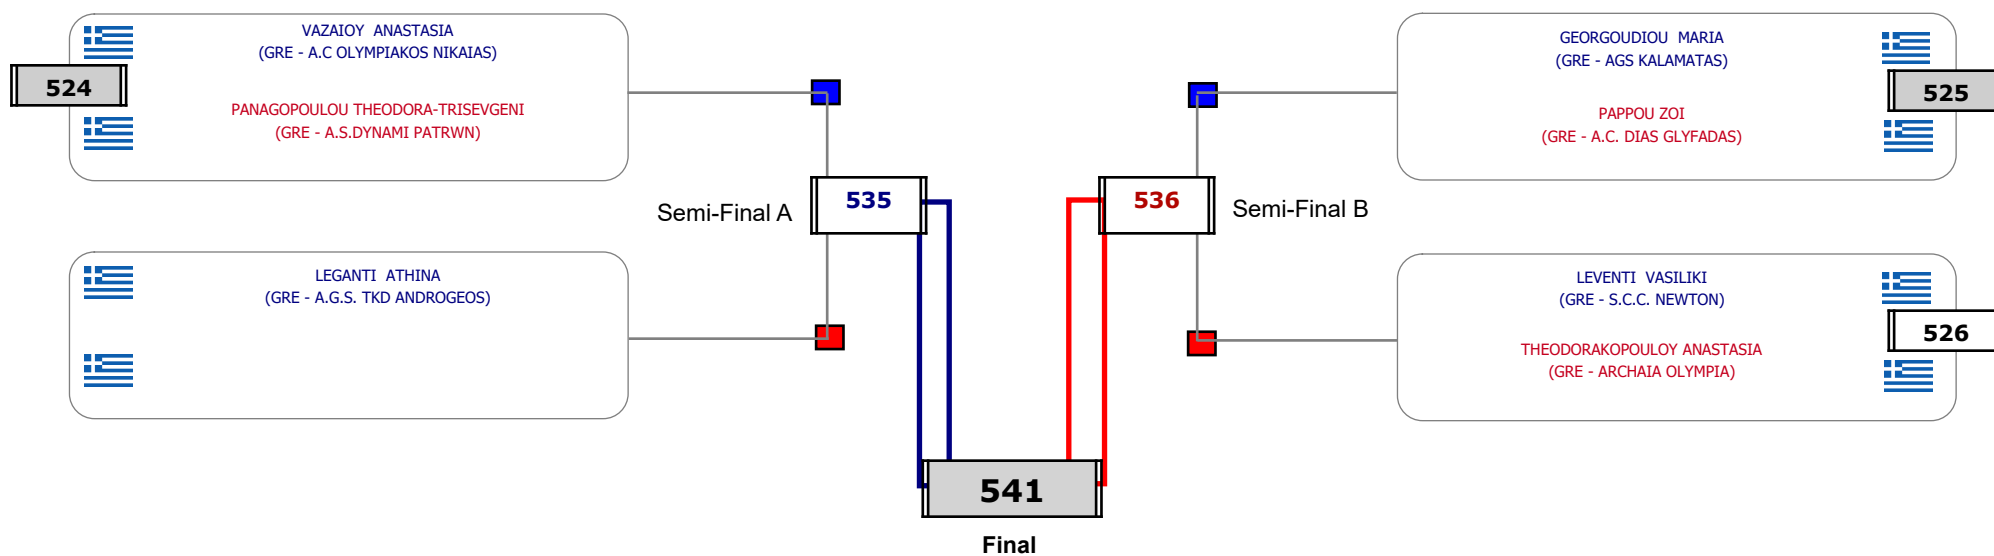 VAZAIOY ANASTASIA
(GRE - A.C OLYMPIAKOS NIKAIAS)
524
PANAGOPOULOU THEODORA-TRISEVGENI
(GRE - A.S.DYNAMI PATRWN)
GEORGOUDIOU MARIA
(GRE - AGS KALAMATAS)
525
PAPPOU ZOI
(GRE - A.C. DIAS GLYFADAS)
Semi-Final A
535
536
Semi-Final B
LEGANTI ATHINA
(GRE - A.G.S. TKD ANDROGEOS)
LEVENTI VASILIKI
(GRE - S.C.C. NEWTON)
526
THEODORAKOPOULOY ANASTASIA
(GRE - ARCHAIA OLYMPIA)
541
Final